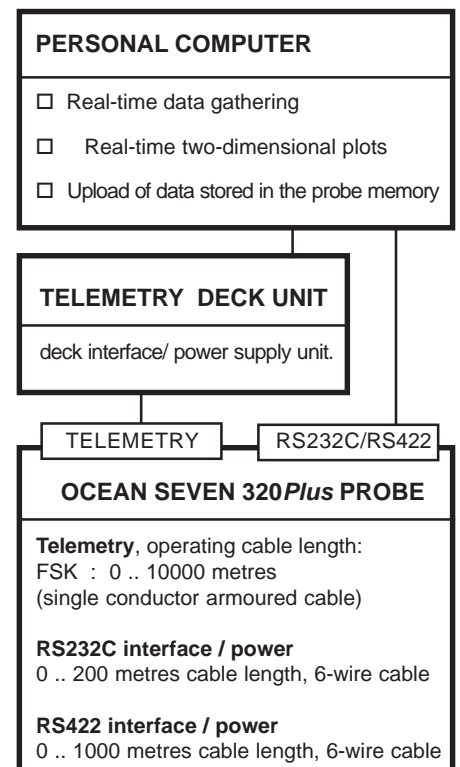 PERSONAL COMPUTER
□ Real-time data gathering
□ Real-time two-dimensional plots
□ Upload of data stored in the probe memory
TELEMETRY DECK UNIT
deck interface/ power supply unit.
TELEMETRY
RS232C/RS422
OCEAN SEVEN 320Plus PROBE
Telemetry, operating cable length:
FSK : 0 .. 10000 metres
(single conductor armoured cable)
RS232C interface / power
0 .. 200 metres cable length, 6-wire cable
RS422 interface / power
0 .. 1000 metres cable length, 6-wire cable